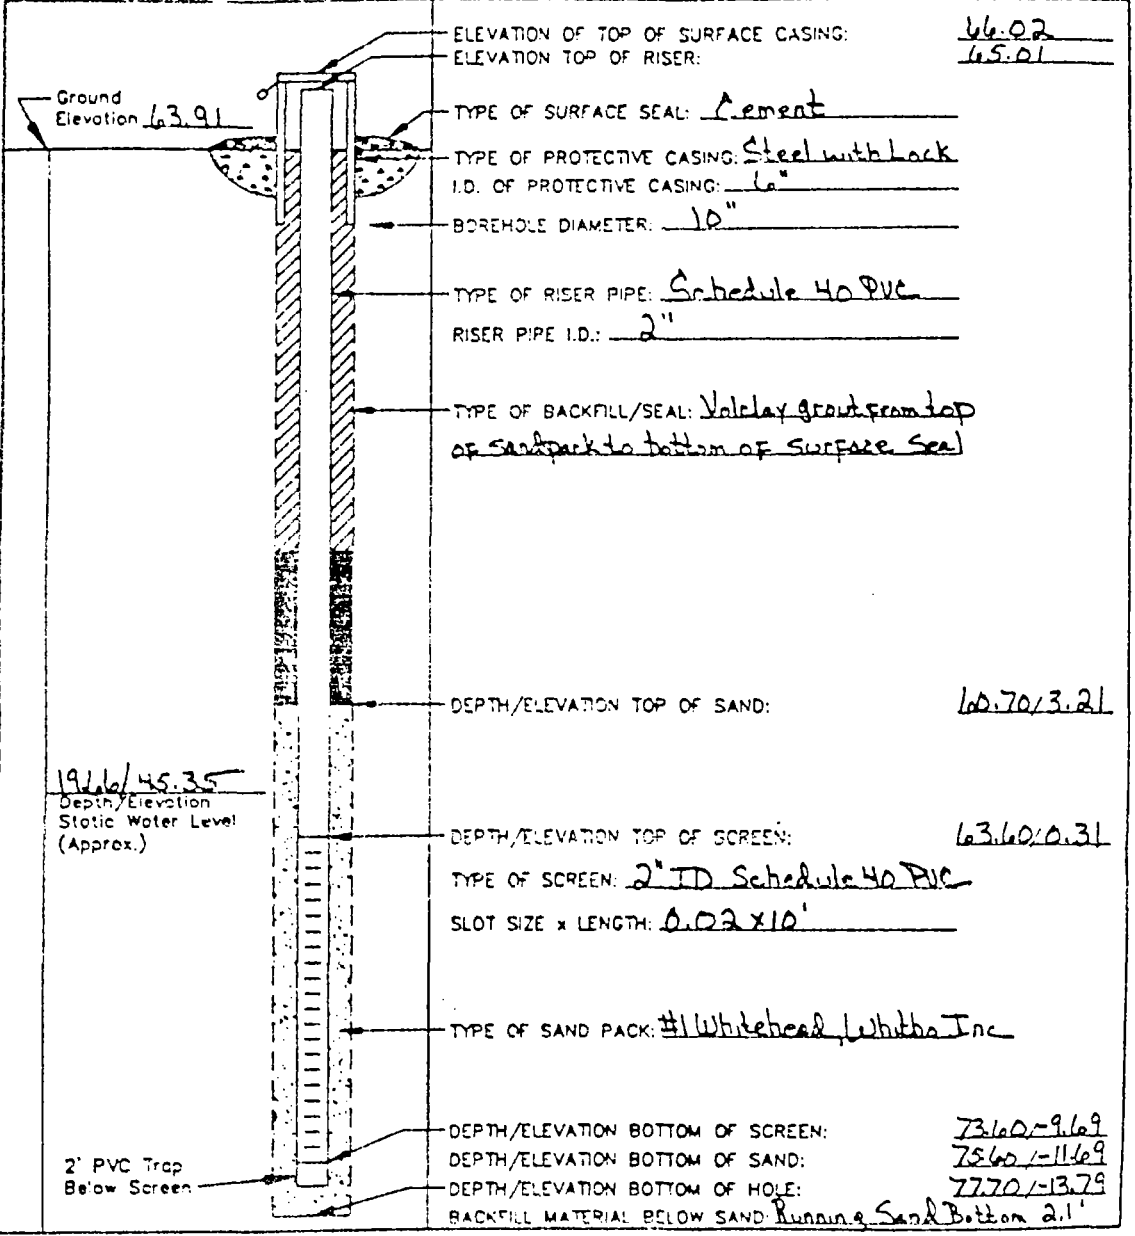 ELEVATION OF TOP OF SURFACE CASING: 66.02
ELEVATION TOP OF RISER: 65.01
Ground
Elevation 63.91
TYPE OF SURFACE SEAL: Cement
TYPE OF PROTECTIVE CASING: Steel with Lock
I.D. OF PROTECTIVE CASING: 6"
BOREHOLE DIAMETER: 10"
TYPE OF RISER PIPE: Schedule 40 PVC
RISER PIPE I.D.: 2"
TYPE OF BACKFILL/SEAL: Volclay grout from top
of sandpack to bottom of Surface Seal
DEPTH/ELEVATION TOP OF SAND: 60.70/3.21
19.66/45.35
Depth/Elevation
Static Water Level
(Approx.)
DEPTH/ELEVATION TOP OF SCREEN: 63.60/0.31
TYPE OF SCREEN: 2" ID Schedule 40 PVC
SLOT SIZE x LENGTH: 0.02 x 10'
TYPE OF SAND PACK: #1 Whitehead, Inc
DEPTH/ELEVATION BOTTOM OF SCREEN: 73.60/-9.69
DEPTH/ELEVATION BOTTOM OF SAND: 75.60/-11.69
2' PVC Trap
Below Screen
DEPTH/ELEVATION BOTTOM OF HOLE: 77.70/-13.79
BACKFILL MATERIAL BELOW SAND: Running Sand Bottom 2.1'